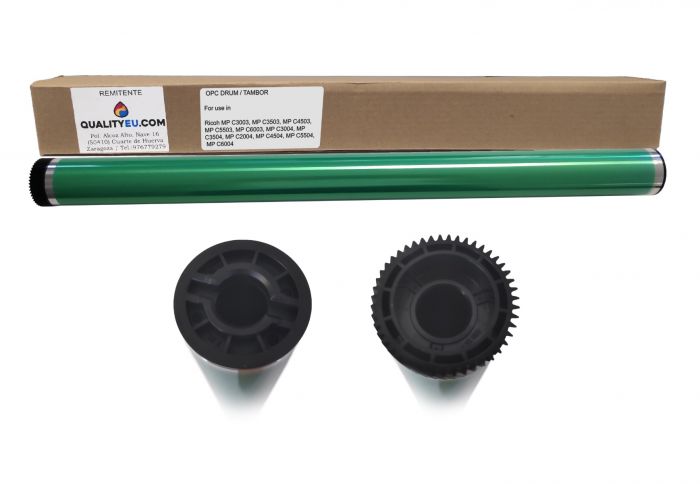 REMITENTE
QUALITYEU.COM
Pol. Alcoz Alto, Nave 16
(50410) Cuarte de Huerva
Zaragoza | Tel.:976779279
OPC DRUM / TAMBOR
For use in
Ricoh MP C3003, MP C3503, MP C4503,
MP C5503, MP C6003, MP C3004, MP
C3504, MP C2004, MP C4504, MP C5504,
MP C6004